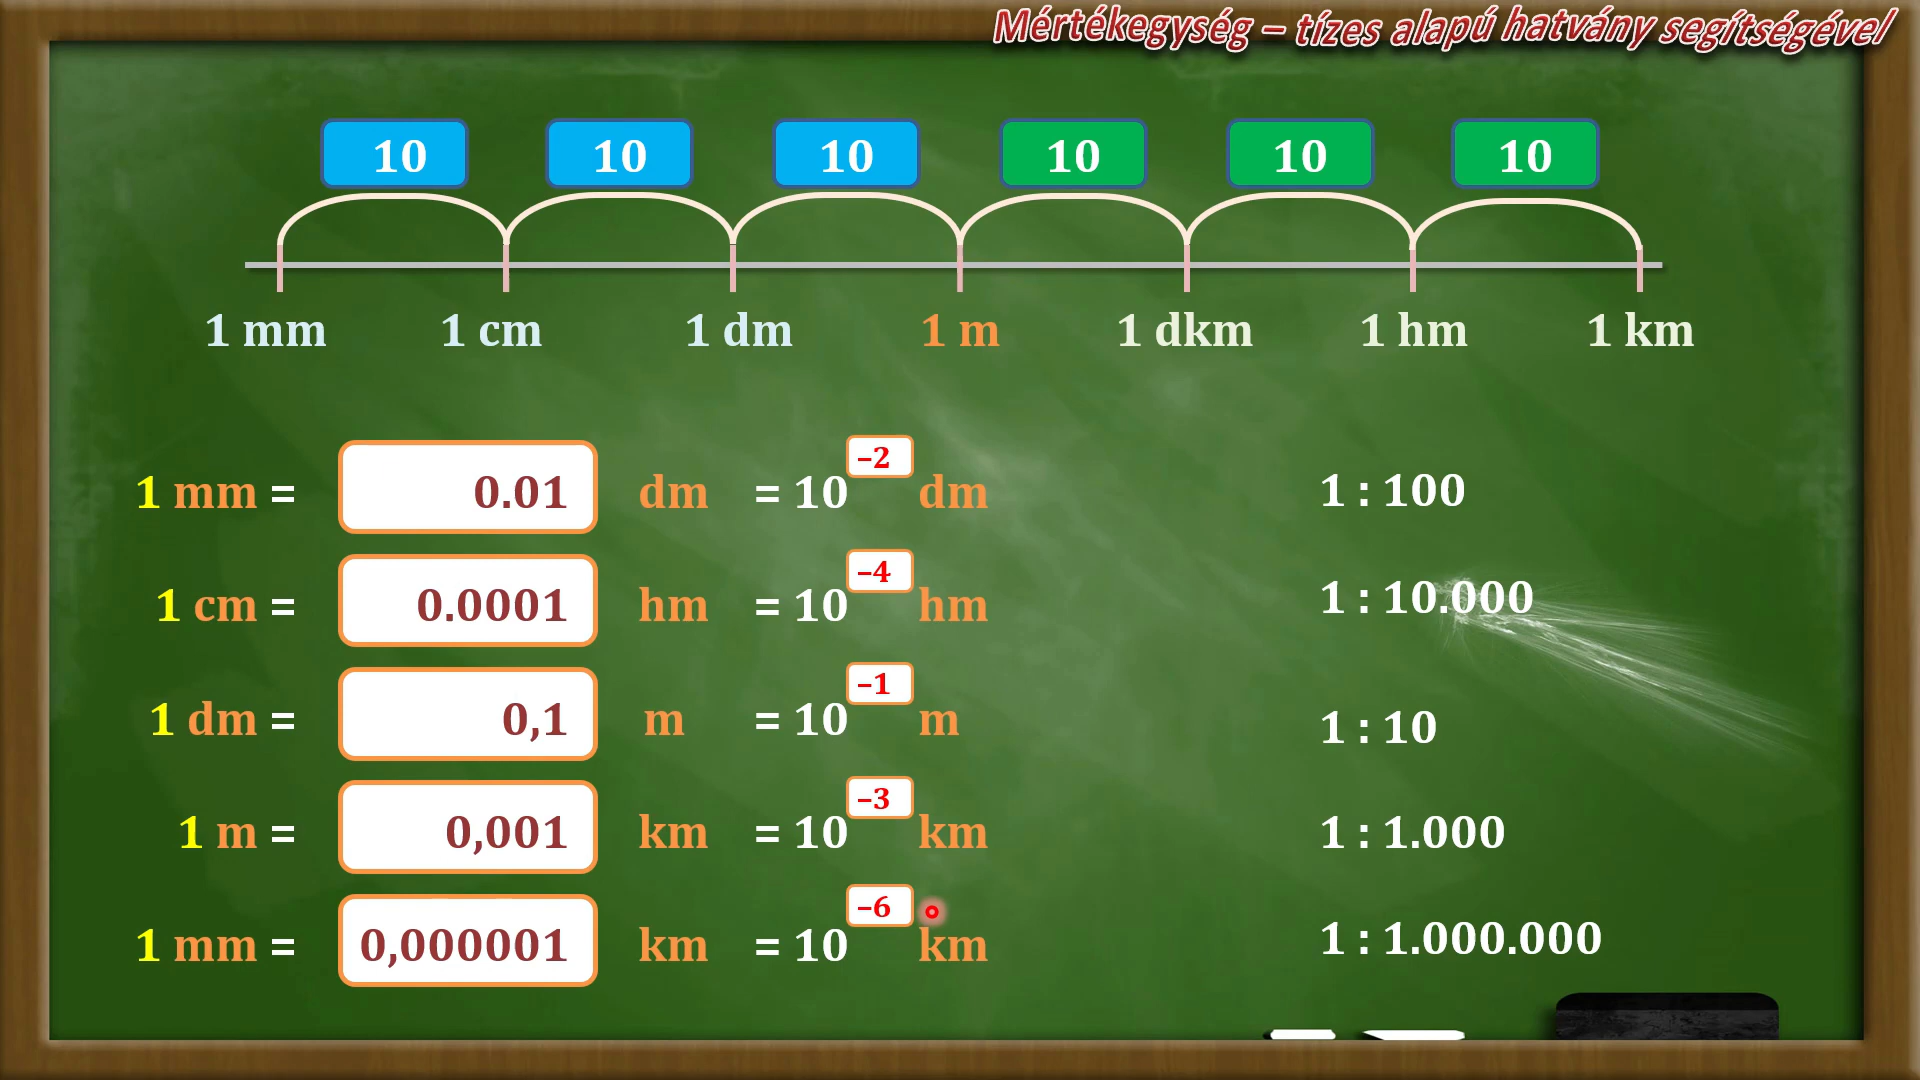 Mértékegység – tízes alapú hatvány segítségével
10 10 10 10 10 10
1 mm 1 cm 1 dm 1 m 1 dkm 1 hm 1 km
1 mm = 0.01 dm = 10⁻² dm 1 : 100
1 cm = 0.0001 hm = 10⁻⁴ hm 1 : 10.000
1 dm = 0,1 m = 10⁻¹ m 1 : 10
1 m = 0,001 km = 10⁻³ km 1 : 1.000
1 mm = 0,000001 km = 10⁻⁶ km 1 : 1.000.000